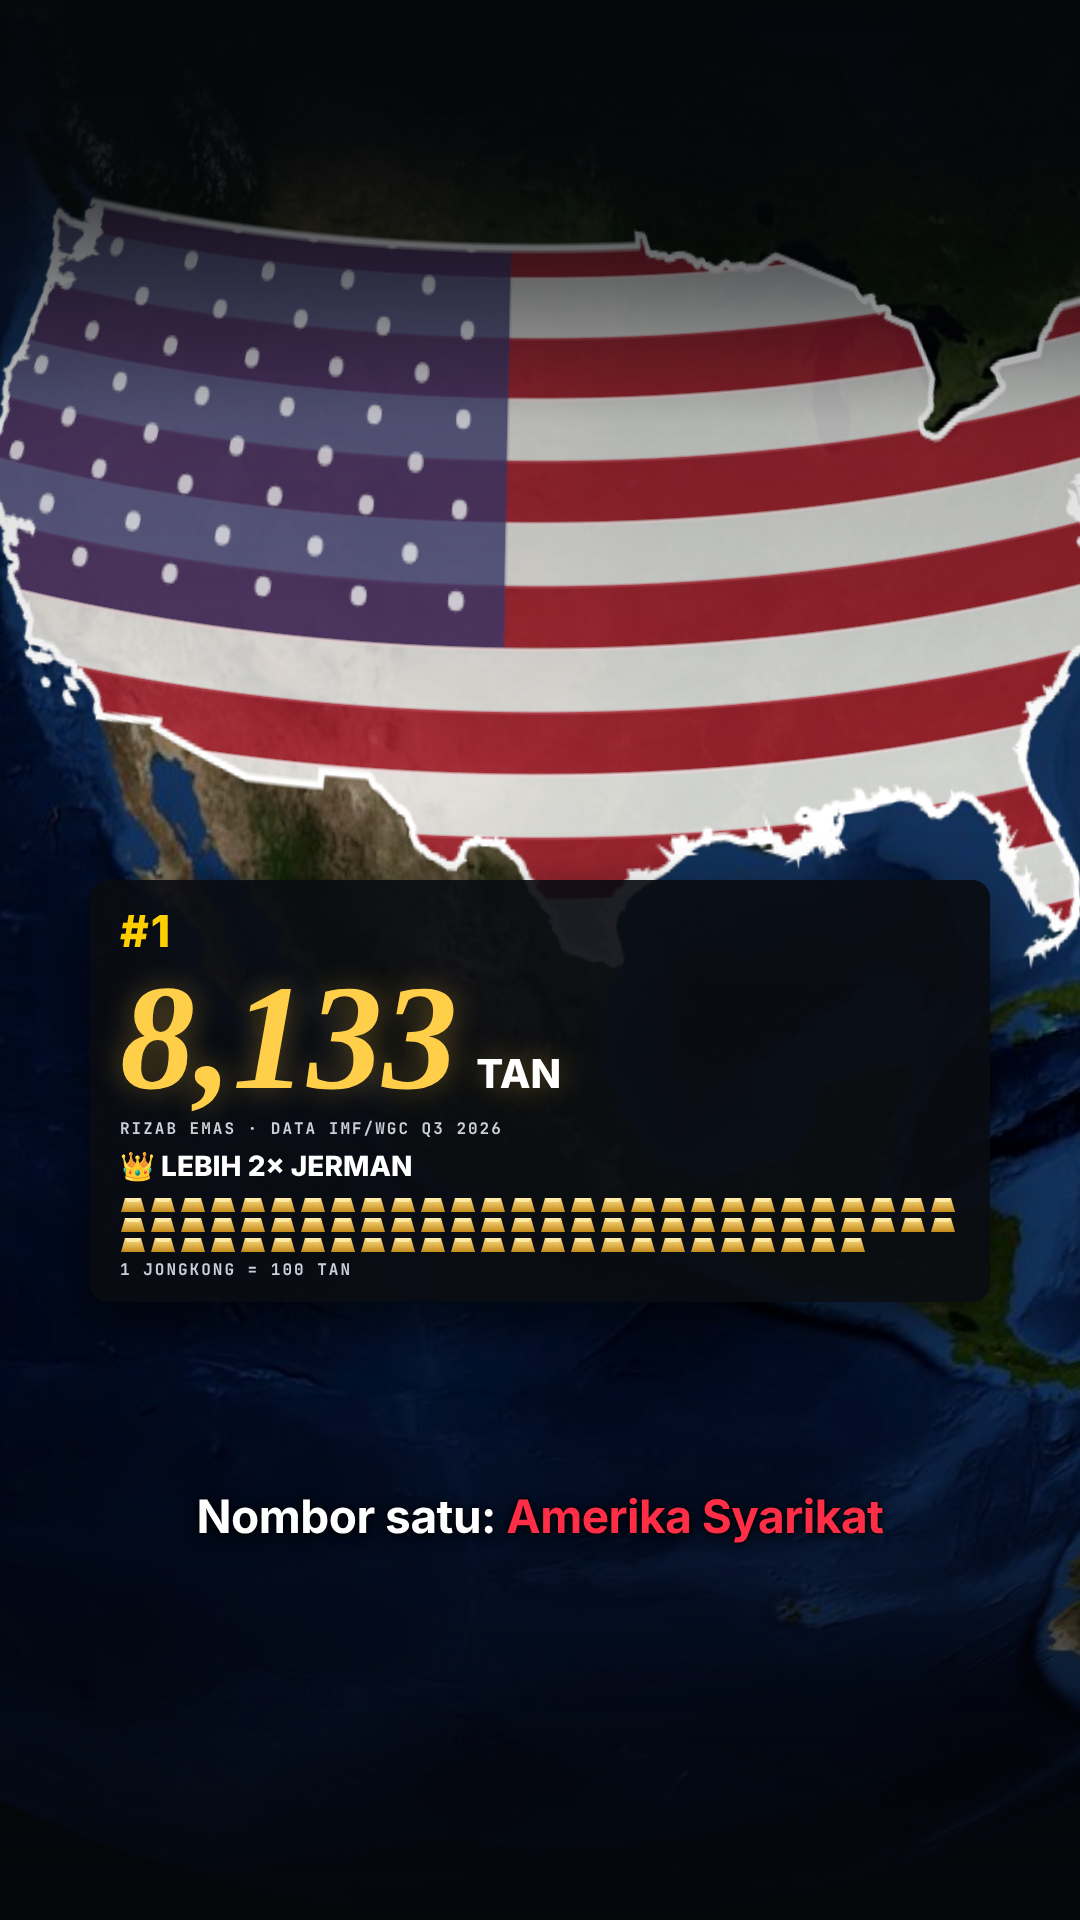 #1
8,133 TAN
RIZAB EMAS · DATA IMF/WGC Q3 2026
👑 LEBIH 2× JERMAN
1 JONGKONG = 100 TAN
Nombor satu: Amerika Syarikat